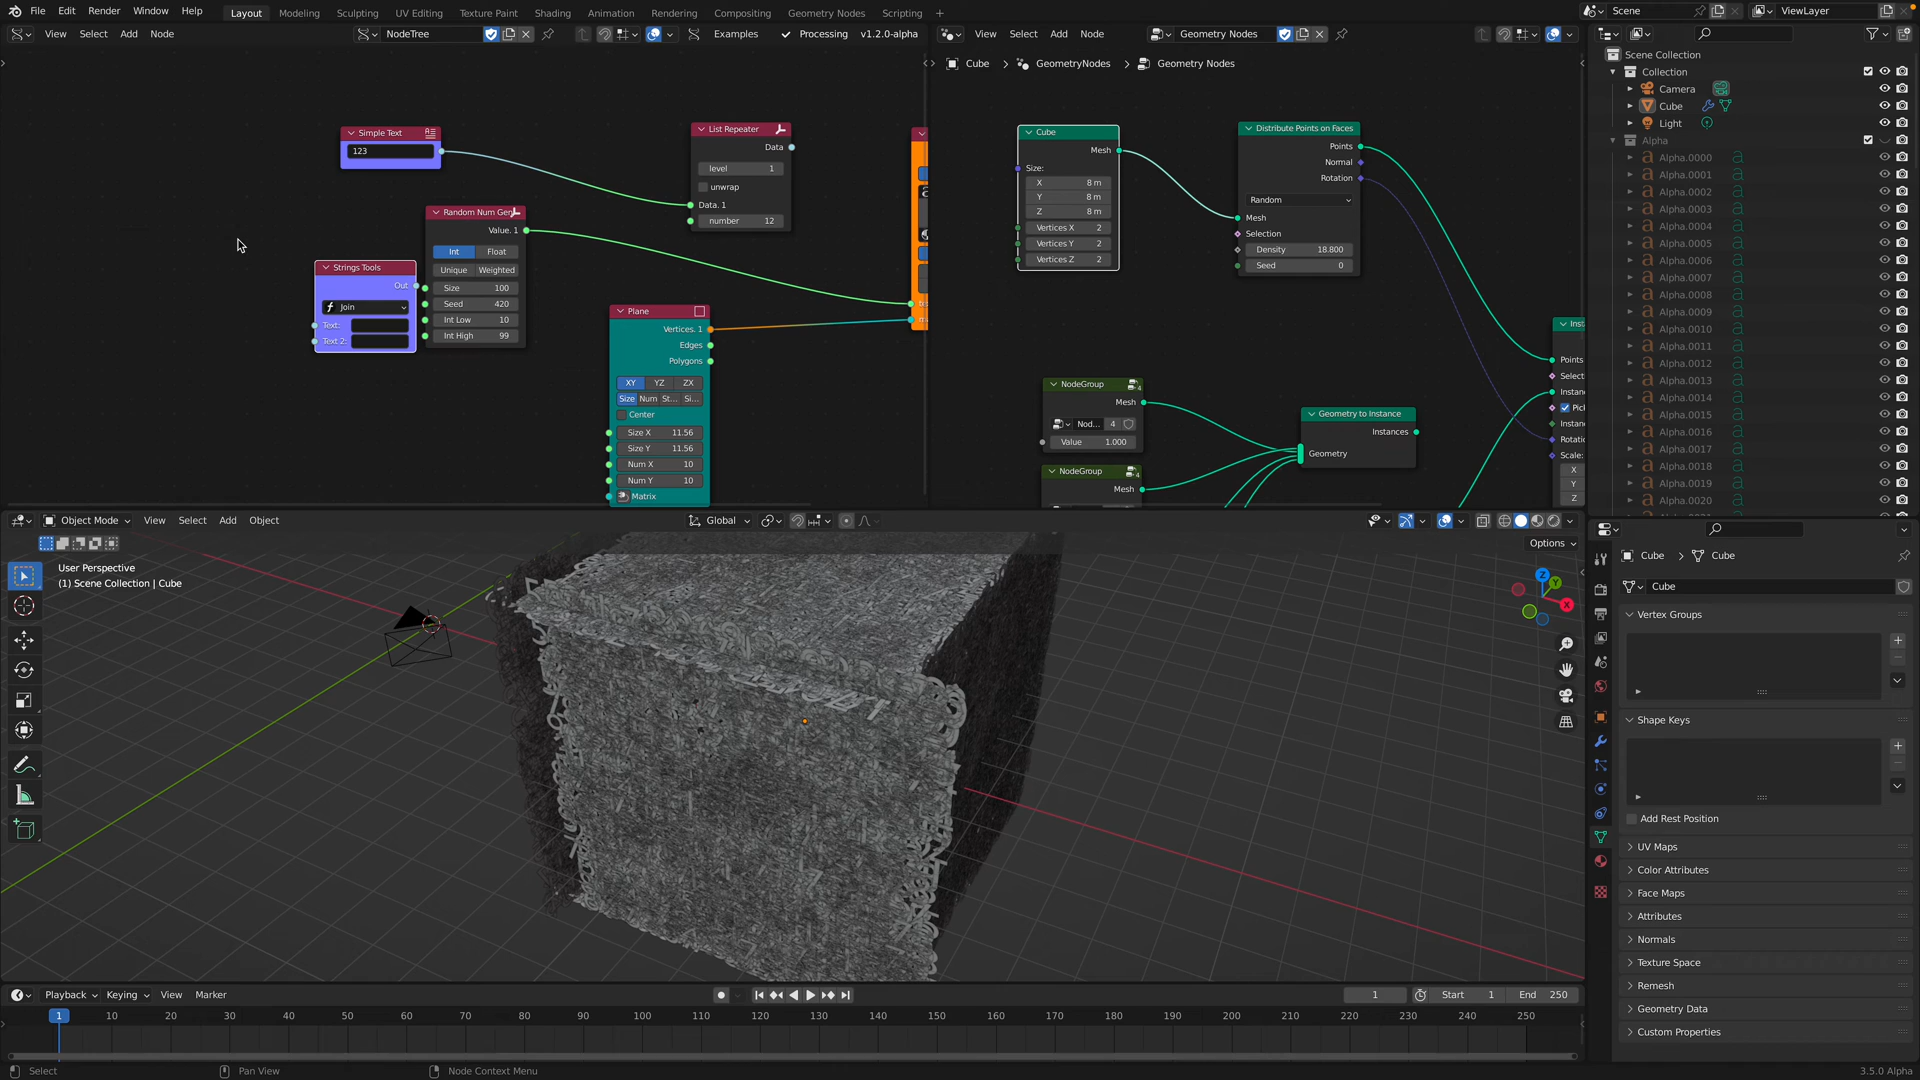 File Edit Render Window Help Layout Modeling Sculpting UV Editing Texture Paint Shading Animation Rendering Compositing Geometry Nodes Scripting + Scene ViewLayer
View Select Add Node NodeTree Examples Processing v1.2.0-alpha
View Select Add Node Geometry Nodes
Cube > GeometryNodes > Geometry Nodes
Simple Text
123
Random Num Gen
Value. 1
Int Float
Unique Weighted
Size 100
Seed 420
Int Low 10
Int High 99
Strings Tools
Out
Join
Text:
Text 2:
List Repeater
Data
level 1
unwrap
Data. 1
number 12
Plane
Vertices. 1
Edges
Polygons
XY YZ ZX
Size Num St... Si...
Center
Size X 11.56
Size Y 11.56
Num X 10
Num Y 10
Matrix
Cube
Mesh
Size:
X 8 m
Y 8 m
Z 8 m
Vertices X 2
Vertices Y 2
Vertices Z 2
Distribute Points on Faces
Points
Normal
Rotation
Random
Mesh
Selection
Density 18.800
Seed 0
NodeGroup
Mesh
Nod... 4
Value 1.000
NodeGroup
Mesh
Geometry to Instance
Instances
Geometry
Inst
Points
Select
Instan
Pic
Instan
Rotati
Scale:
X
Y
Z
Scene Collection
Collection
Camera
Cube
Light
Alpha
Alpha.0000
Alpha.0001
Alpha.0002
Alpha.0003
Alpha.0004
Alpha.0005
Alpha.0006
Alpha.0007
Alpha.0008
Alpha.0009
Alpha.0010
Alpha.0011
Alpha.0012
Alpha.0013
Alpha.0014
Alpha.0015
Alpha.0016
Alpha.0017
Alpha.0018
Alpha.0019
Alpha.0020
Object Mode View Select Add Object Global
Options
User Perspective
(1) Scene Collection | Cube
Z
Y
X
Cube > Cube
Cube
Vertex Groups
Shape Keys
Add Rest Position
UV Maps
Color Attributes
Face Maps
Attributes
Normals
Texture Space
Remesh
Geometry Data
Custom Properties
Playback Keying View Marker 1 Start 1 End 250
1 10 20 30 40 50 60 70 80 90 100 110 120 130 140 150 160 170 180 190 200 210 220 230 240 250
Select Pan View Node Context Menu 3.5.0 Alpha